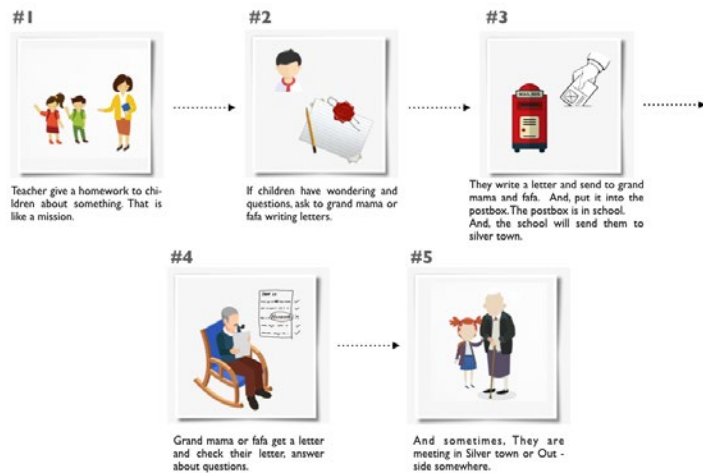 #1
Teacher give a homework to chi-
ldren about something. That is
like a mission.
#2
If children have wondering and
questions, ask to grand mama or
fafa writing letters.
#3
They write a letter and send to grand
mama and fafa. And, put it into the
postbox. The postbox is in school.
And, the school will send them to
silver town.
#4
Grand mama or fafa get a letter
and check their letter, answer
about questions.
#5
And sometimes, They are
meeting in Silver town or Out -
side somewhere.